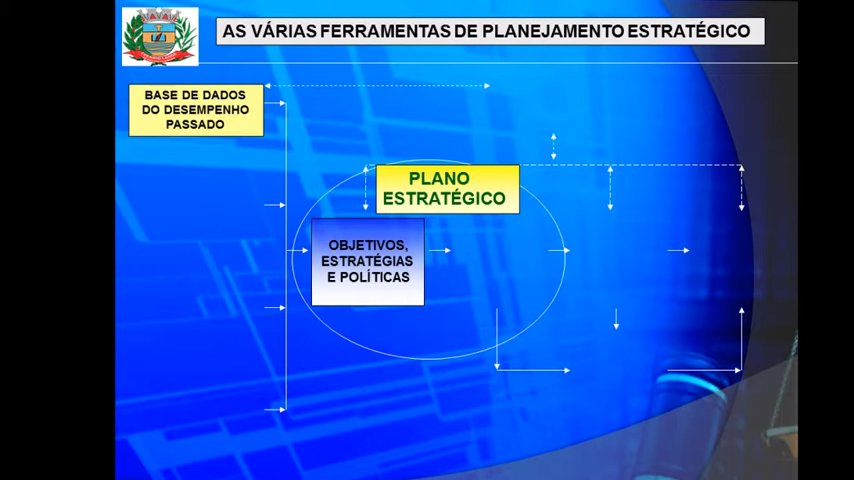 AS VÁRIAS FERRAMENTAS DE PLANEJAMENTO ESTRATÉGICO
BASE DE DADOS
DO DESEMPENHO
PASSADO
PLANO
ESTRATÉGICO
OBJETIVOS,
ESTRATÉGIAS
E POLÍTICAS